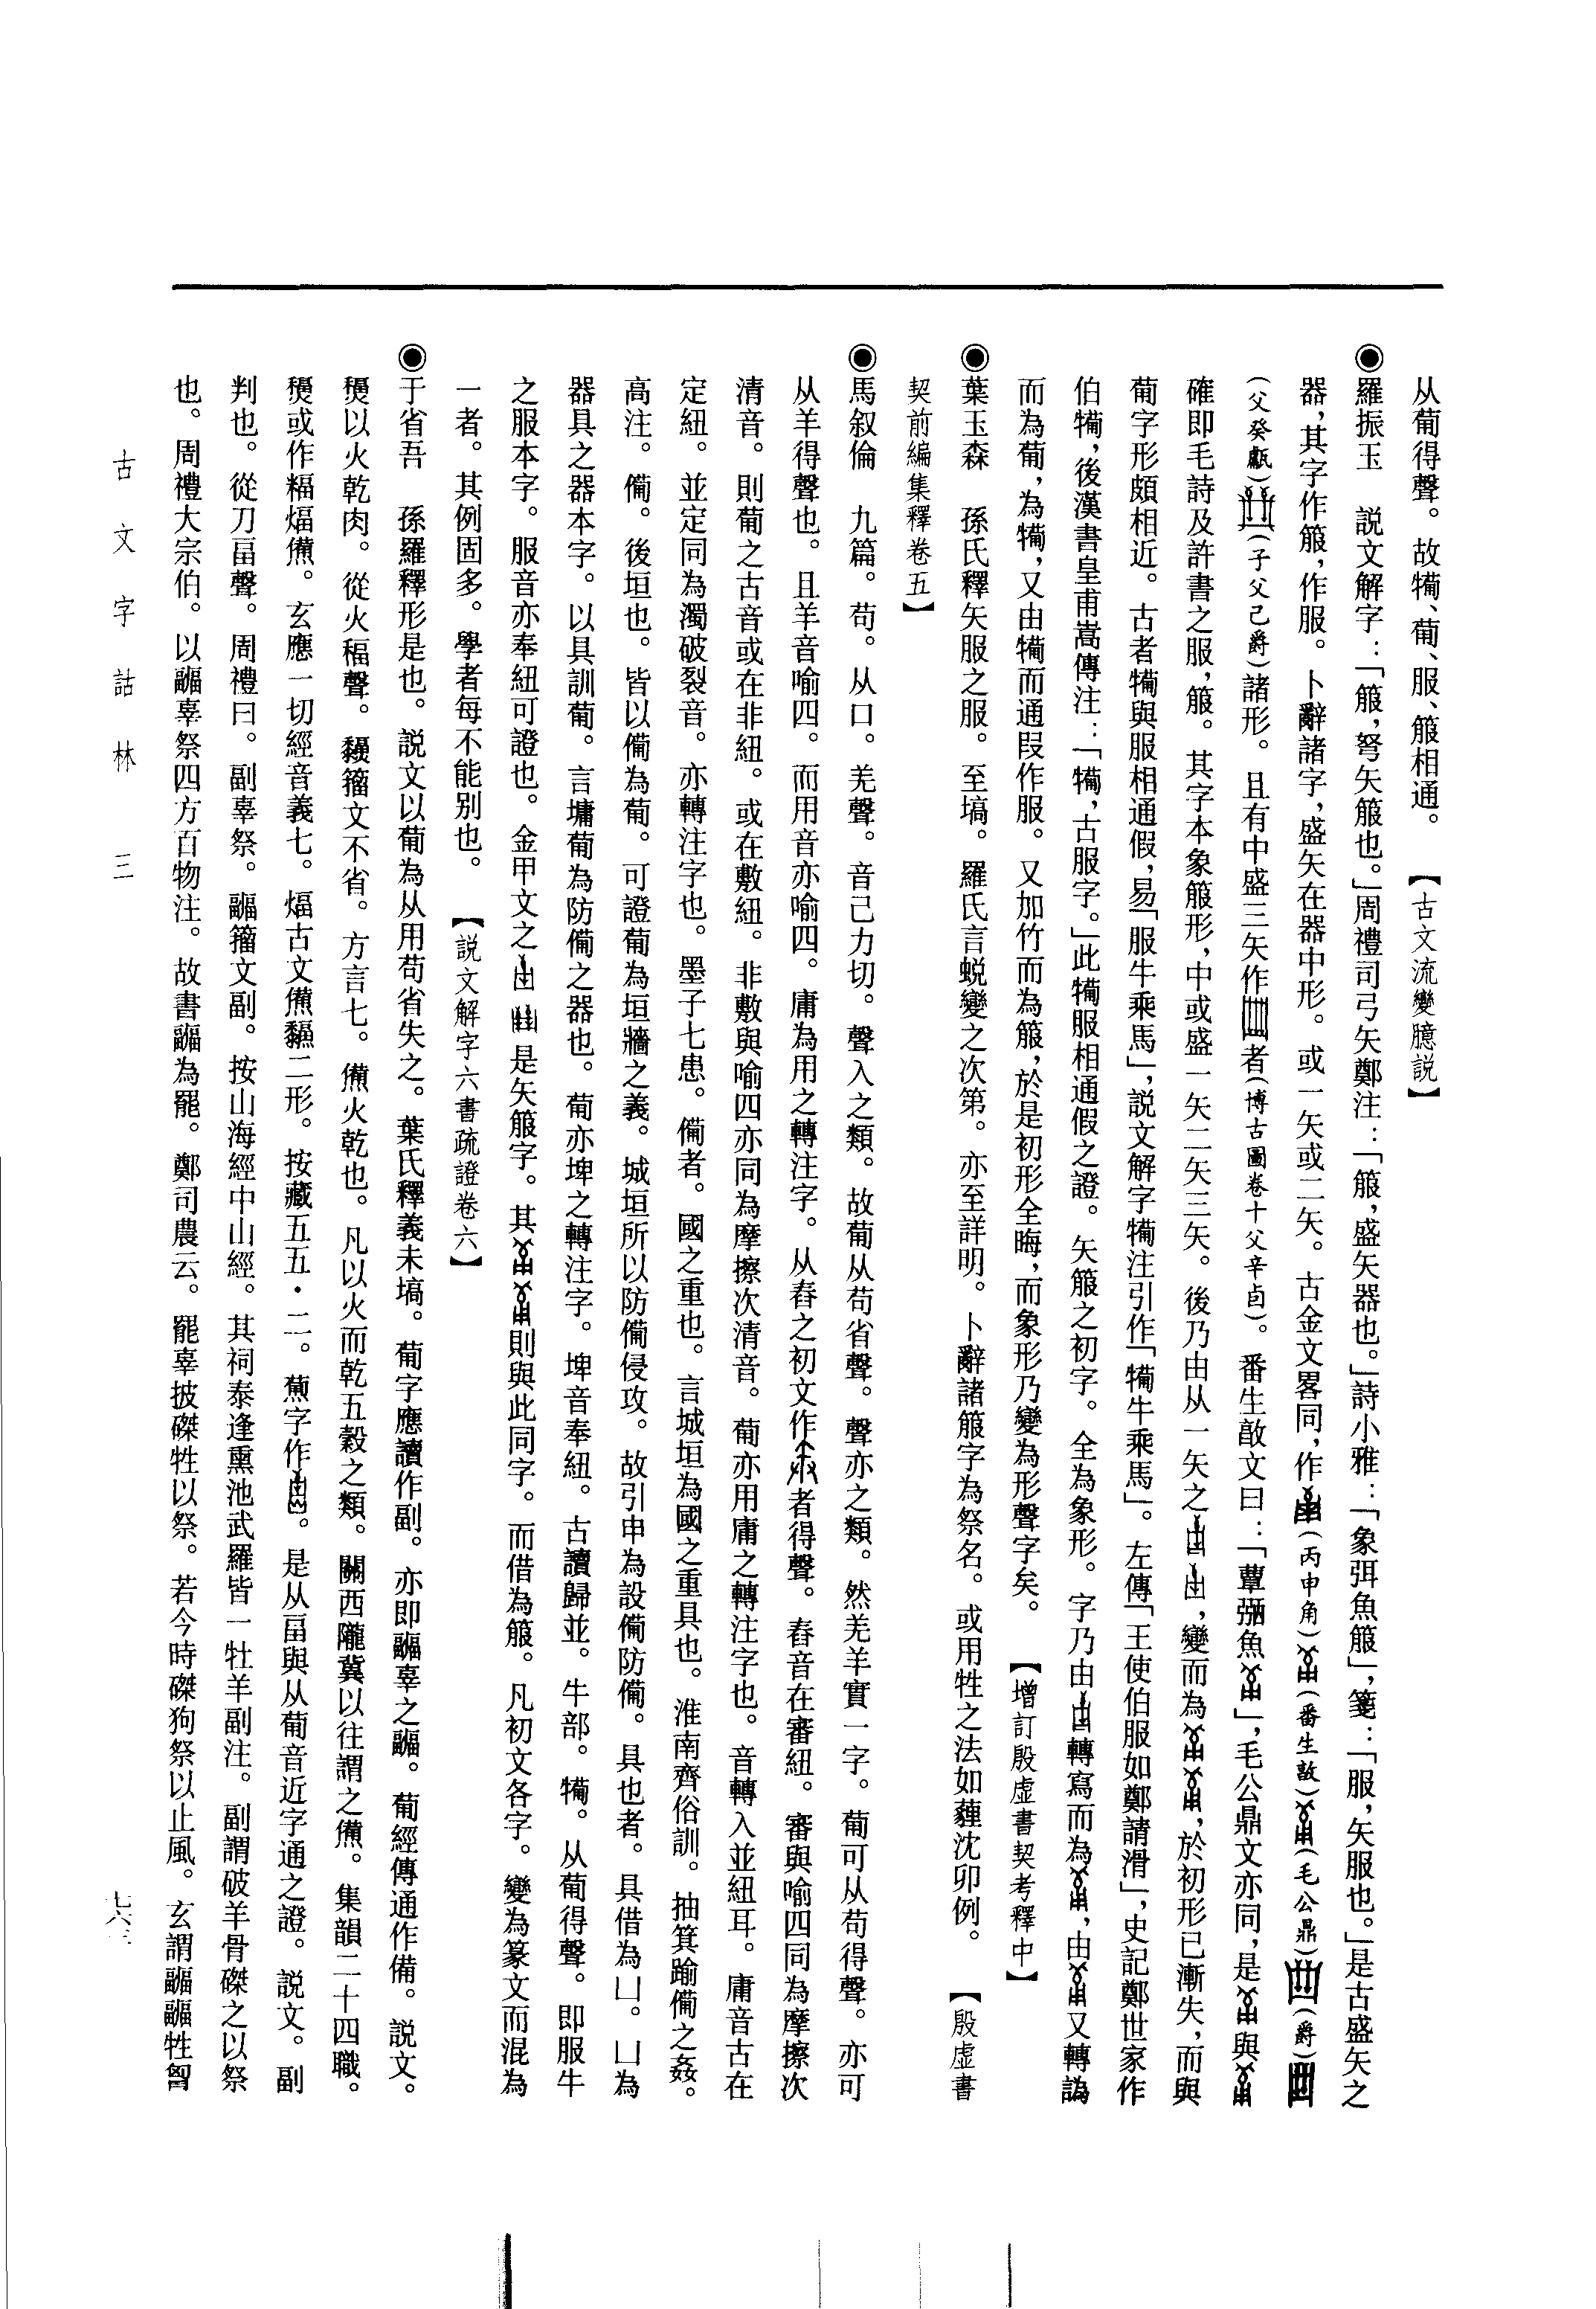 从葡得聲。故犕、葡、服、箙相通。 【古文流變臆説】
◉羅振玉 説文解字：「箙，弩矢箙也。」周禮司弓矢鄭注：「箙，盛矢器也。」詩小雅：「象弭魚箙」，箋：「服，矢服也。」是古盛矢之
器，其字作箙，作服。卜辭諸字，盛矢在器中形。或一矢或二矢。古金文畧同，作（丙申角）（番生敦）（毛公鼎）（爵）
（父癸甗）（子父己爵）諸形。且有中盛三矢作者（博古圖卷十父辛卣）。番生敃文曰：「簟弻魚」，毛公鼎文亦同，是與
確即毛詩及許書之服，箙。其字本象箙形，中或盛一矢二矢三矢。後乃由从一矢之，變而為，於初形已漸失，而與
葡字形頗相近。古者犕與服相通假，易「服牛乘馬」，説文解字犕注引作「犕牛乘馬」。左傳「王使伯服如鄭請滑」，史記鄭世家作
伯犕，後漢書皇甫嵩傳注：「犕，古服字。」此犕服相通假之證。矢箙之初字。全為象形。字乃由轉寫而為，由又轉譌
而為葡，為犕，又由犕而通叚作服。又加竹而為箙，於是初形全晦，而象形乃變為形聲字矣。 【增訂殷虛書契考釋中】
◉葉玉森 孫氏釋矢服之服。至塙。羅氏言蜕變之次第。亦至詳明。卜辭諸箙字為祭名。或用牲之法如薶沈卯例。 【殷虛書
契前編集釋卷五】
◉馬叙倫 九篇。苟。从口。羌聲。音己力切。聲入之類。故葡从苟省聲。聲亦之類。然羌羊實一字。葡可从苟得聲。亦可
从羊得聲也。且羊音喻四。而用音亦喻四。庸為用之轉注字。从舂之初文作者得聲。舂音在審紐。審與喻四同為摩擦次
清音。則葡之古音或在非紐。或在敷紐。非敷與喻四亦同為摩擦次清音。葡亦用庸之轉注字也。音轉入並紐耳。庸音古在
定紐。並定同為濁破裂音。亦轉注字也。墨子七患。備者。國之重也。言城垣為國之重具也。淮南齊俗訓。抽箕踰備之姦。
高注。備。後垣也。皆以備為葡。可證葡為垣牆之義。城垣所以防備侵攻。故引申為設備防備。具也者。具借為凵。凵為
器具之器本字。以具訓葡。言墉葡為防備之器也。葡亦埤之轉注字。埤音奉紐。古讀歸並。牛部。犕。从葡得聲。即服牛
之服本字。服音亦奉紐可證也。金甲文之是矢箙字。其則與此同字。而借為箙。凡初文各字。變為篆文而混為
一者。其例固多。學者每不能別也。 【説文解字六書疏證卷六】
◉于省吾 孫羅釋形是也。説文以葡為从用苟省失之。葉氏釋義未塙。葡字應讀作副。亦即疈辜之疈。葡經傳通作備。説文。
㷶以火乾肉。從火稫聲。籀文不省。方言七。㷶火乾也。凡以火而乾五穀之類。關西隴冀以往謂之㷶。集韻二十四職。
㷶或作稫煏𤎅。玄應一切經音義七。煏古文二形。按藏五五·二。字作。是从畐與从葡音近字通之證。説文。副
判也。從刀畐聲。周禮曰。副辜祭。疈籀文副。按山海經中山經。其祠泰逢熏池武羅皆一牡羊副注。副謂破羊骨磔之以祭
也。周禮大宗伯。以疈辜祭四方百物注。故書疈為罷。鄭司農云。罷辜披磔牲以祭。若今時磔狗祭以止風。玄謂疈疈牲胷
古文字詁林 三
七六三